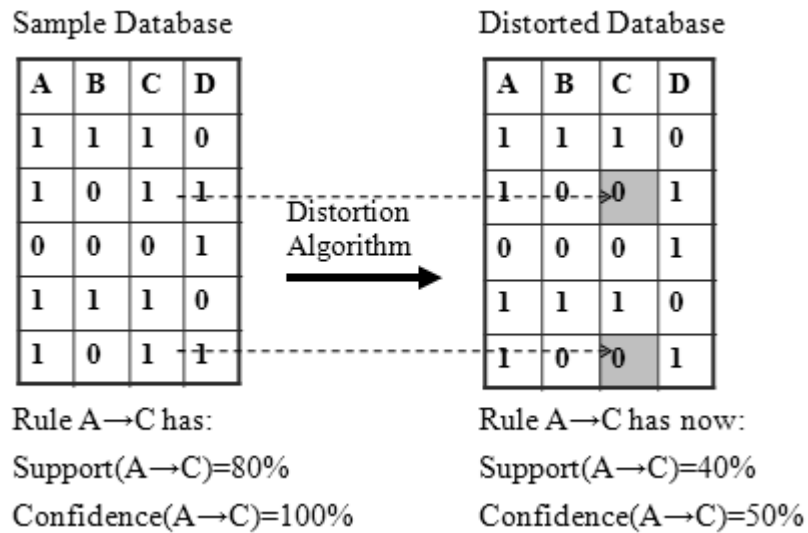 Sample Database
A B C D
1 1 1 0
1 0 1 1
0 0 0 1
1 1 1 0
1 0 1 1
Rule A→C has:
Support(A→C)=80%
Confidence(A→C)=100%
Distortion
Algorithm
Distorted Database
A B C D
1 1 1 0
1 0 0 1
0 0 0 1
1 1 1 0
1 0 0 1
Rule A→C has now:
Support(A→C)=40%
Confidence(A→C)=50%